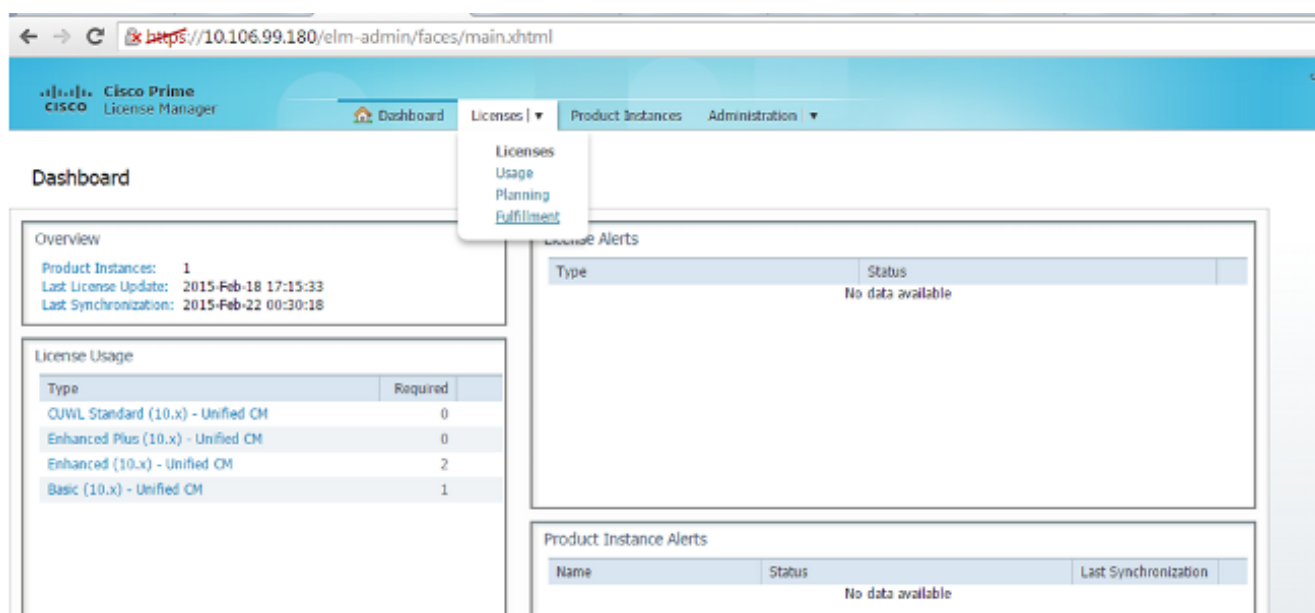 https://10.106.99.180/elm-admin/faces/main.xhtml
Cisco Prime
CISCO License Manager
Dashboard Licenses | ▼ Product Instances Administration | ▼
Licenses
Usage
Planning
Fulfillment
Dashboard
Overview
Product Instances: 1
Last License Update: 2015-Feb-18 17:15:33
Last Synchronization: 2015-Feb-22 00:30:18
License Usage
Type Required
CUWL Standard (10.x) - Unified CM 0
Enhanced Plus (10.x) - Unified CM 0
Enhanced (10.x) - Unified CM 2
Basic (10.x) - Unified CM 1
License Alerts
Type Status
No data available
Product Instance Alerts
Name Status Last Synchronization
No data available